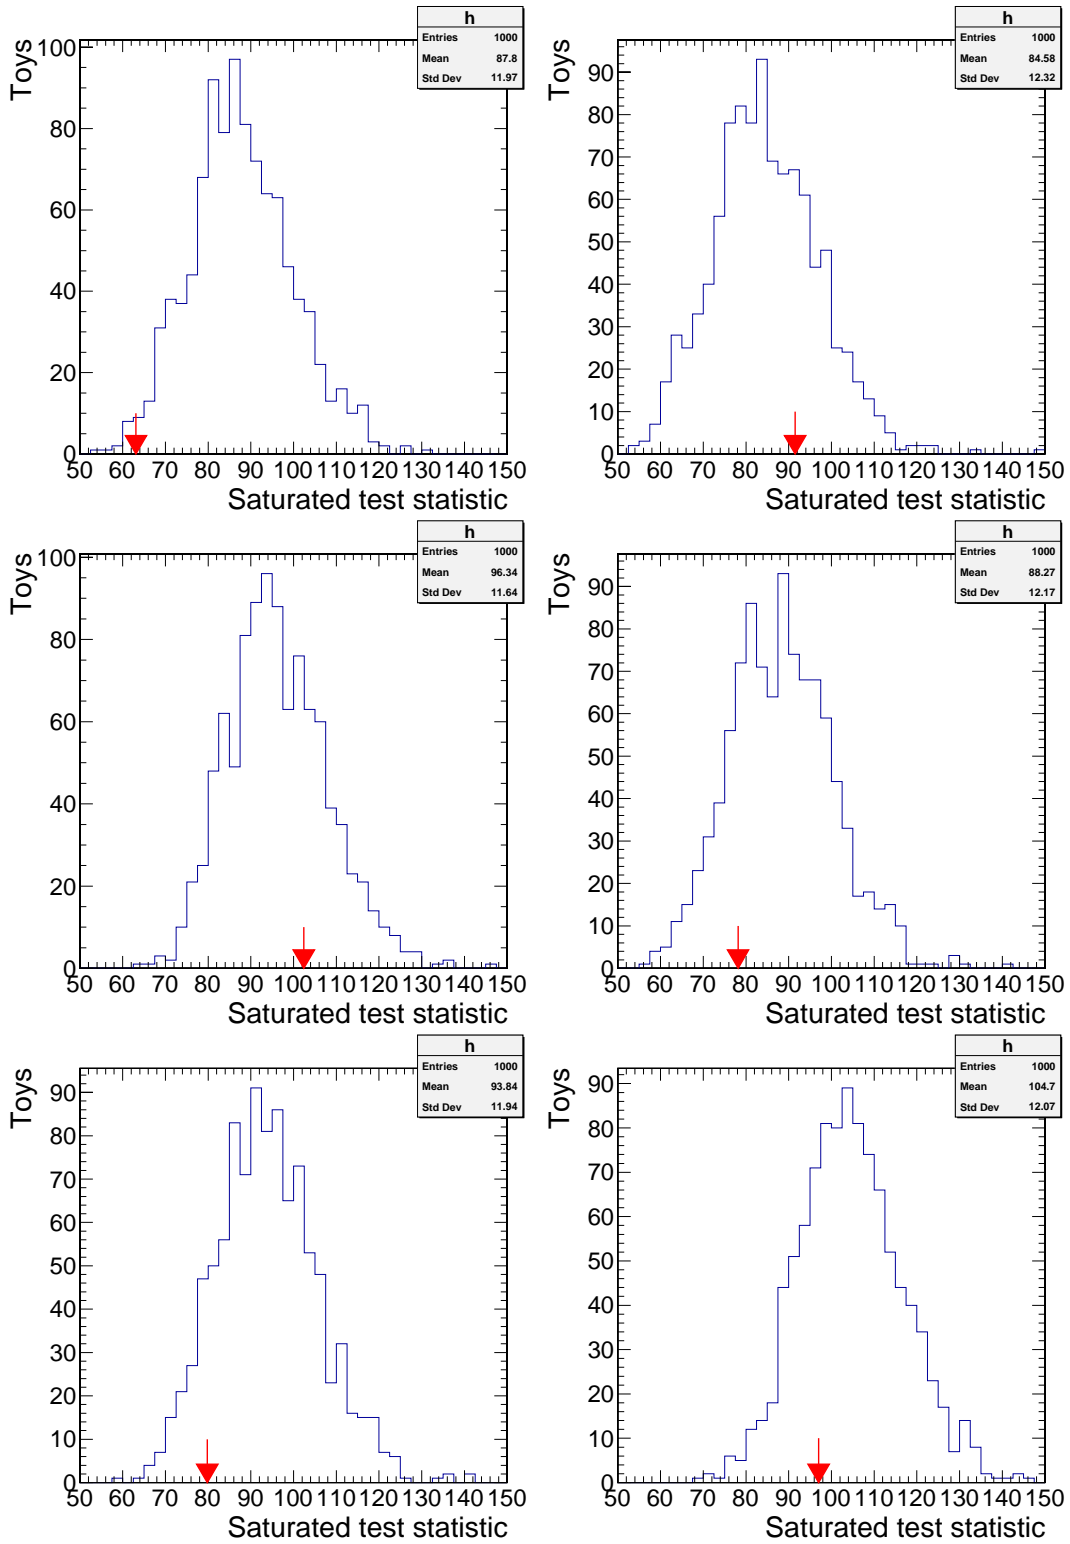 h
Entries 1000
Mean 87.8
Std Dev 11.97
Toys
100
80
60
40
20
0
50 60 70 80 90 100 110 120 130 140 150
Saturated test statistic
h
Entries 1000
Mean 84.58
Std Dev 12.32
Toys
90
80
70
60
50
40
30
20
10
0
50 60 70 80 90 100 110 120 130 140 150
Saturated test statistic
h
Entries 1000
Mean 96.34
Std Dev 11.64
Toys
100
80
60
40
20
0
50 60 70 80 90 100 110 120 130 140 150
Saturated test statistic
h
Entries 1000
Mean 88.27
Std Dev 12.17
Toys
90
80
70
60
50
40
30
20
10
0
50 60 70 80 90 100 110 120 130 140 150
Saturated test statistic
h
Entries 1000
Mean 93.84
Std Dev 11.94
Toys
90
80
70
60
50
40
30
20
10
0
50 60 70 80 90 100 110 120 130 140 150
Saturated test statistic
h
Entries 1000
Mean 104.7
Std Dev 12.07
Toys
90
80
70
60
50
40
30
20
10
0
50 60 70 80 90 100 110 120 130 140 150
Saturated test statistic